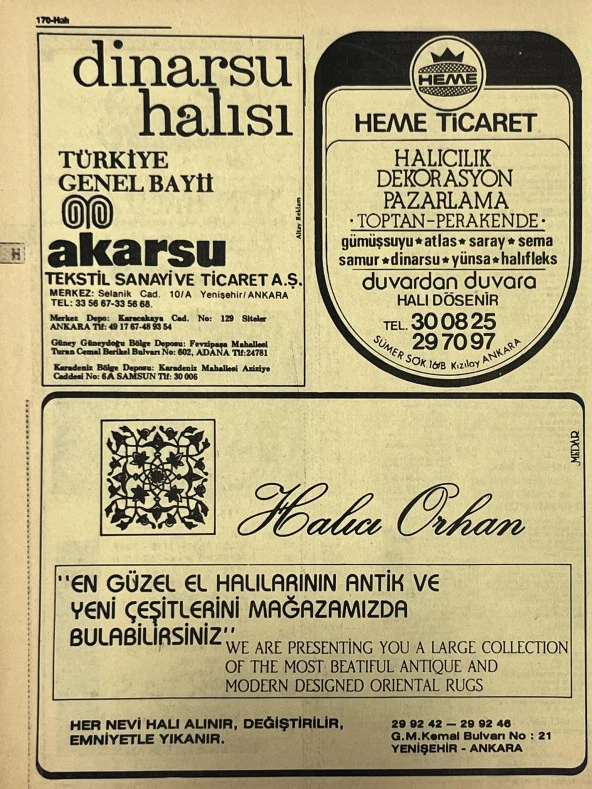 170-Halı
dinarsu
halısı
TÜRKİYE
GENEL BAYİİ
akarsu
TEKSTİL SANAYİ VE TİCARET A.Ş.
MERKEZ: Selanik Cad. 10/A Yenişehir/ANKARA
TEL: 33 56 67-33 56 68.
Merkez Depo: Karacakaya Cad. No: 129 Siteler
ANKARA Tlf: 49 17 67-48 93 54
Güney Güneydoğu Bölge Deposu: Fevzipaşa Mahallesi
Turan Cemal Berikel Bulvarı No: 602, ADANA Tlf:24781
Karadeniz Bölge Deposu: Karadeniz Mahallesi Aziziye
Caddesi No: 6A SAMSUN Tlf: 30 006
Altav Reklam
HEME
HEME TİCARET
HALICILIK
DEKORASYON
PAZARLAMA
·TOPTAN-PERAKENDE·
gümüşsuyu★atlas★saray★sema
samur★dinarsu★yünsa★halıfleks
duvardan duvara
HALI DÖSENİR
TEL. 30 08 25
29 70 97
SÜMER SOK. 16/B Kızılay ANKARA
H
MEDAR
Halıcı Orhan
"EN GÜZEL EL HALILARININ ANTİK VE
YENİ ÇEŞİTLERİNİ MAĞAZAMIZDA
BULABİLİRSİNİZ"
WE ARE PRESENTING YOU A LARGE COLLECTION
OF THE MOST BEATIFUL ANTIQUE AND
MODERN DESIGNED ORIENTAL RUGS
HER NEVİ HALI ALINIR, DEĞİŞTİRİLİR,
EMNİYETLE YIKANIR.
29 92 42 — 29 92 46
G.M.Kemal Bulvarı No : 21
YENİŞEHİR - ANKARA